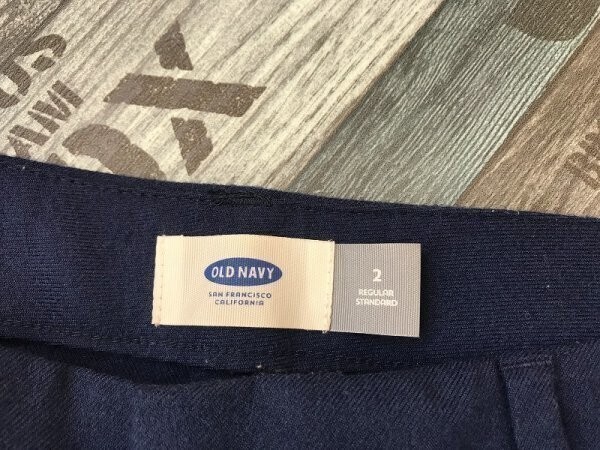 OLD NAVY
SAN FRANCISCO
CALIFORNIA
2
REGULAR
STANDARD